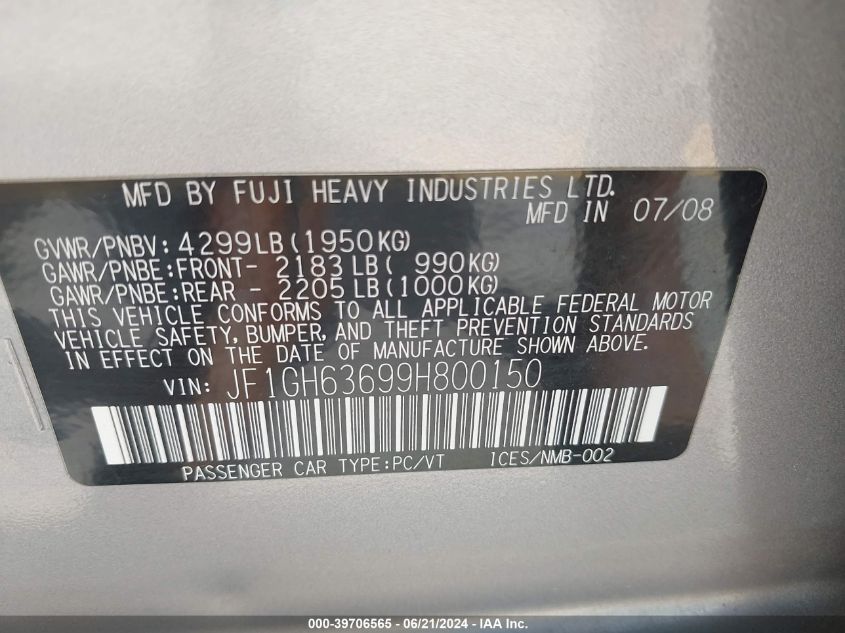 MFD BY FUJI HEAVY INDUSTRIES LTD.
MFD IN 07/08
GVWR/PNBV: 4299LB (1950KG)
GAWR/PNBE: FRONT- 2183 LB ( 990KG)
GAWR/PNBE: REAR - 2205 LB (1000KG)
THIS VEHICLE CONFORMS TO ALL APPLICABLE FEDERAL MOTOR
VEHICLE SAFETY, BUMPER, AND THEFT PREVENTION STANDARDS
IN EFFECT ON THE DATE OF MANUFACTURE SHOWN ABOVE.
VIN: JF1GH63699H800150
PASSENGER CAR TYPE:PC/VT ICES/NMB-002
000-39706565 - 06/21/2024 - IAA Inc.